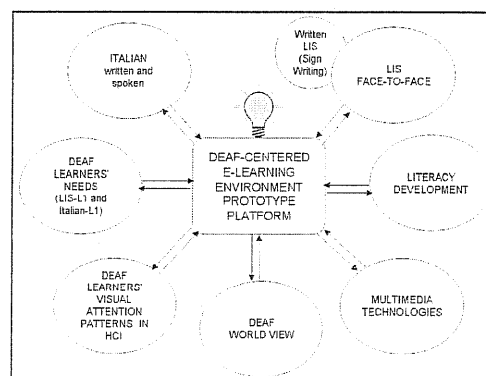 ITALIAN
written and
spoken
Written
LIS
(Sign
Writing)
LIS
FACE-TO-FACE
DEAF
LEARNERS'
NEEDS
(LIS-L1 and
Italian-L1)
DEAF-CENTERED
E-LEARNING
ENVIRONMENT
PROTOTYPE
PLATFORM
LITERACY
DEVELOPMENT
DEAF
LEARNERS'
VISUAL
ATTENTION
PATTERNS IN
HCI
DEAF
WORLD VIEW
MULTIMEDIA
TECHNOLOGIES